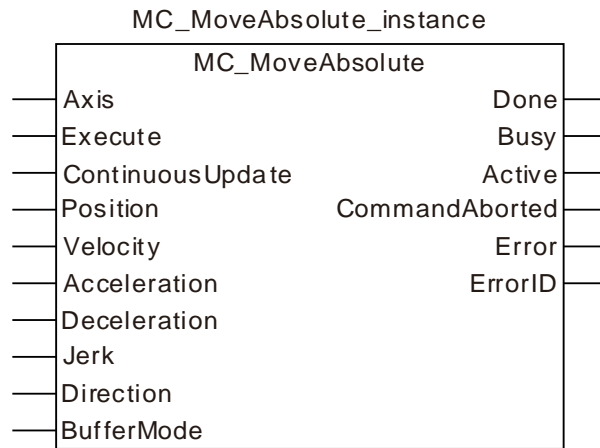 MC_MoveAbsolute_instance
MC_MoveAbsolute
Axis Done
Execute Busy
ContinuousUpdate Active
Position CommandAborted
Velocity Error
Acceleration ErrorID
Deceleration
Jerk
Direction
BufferMode